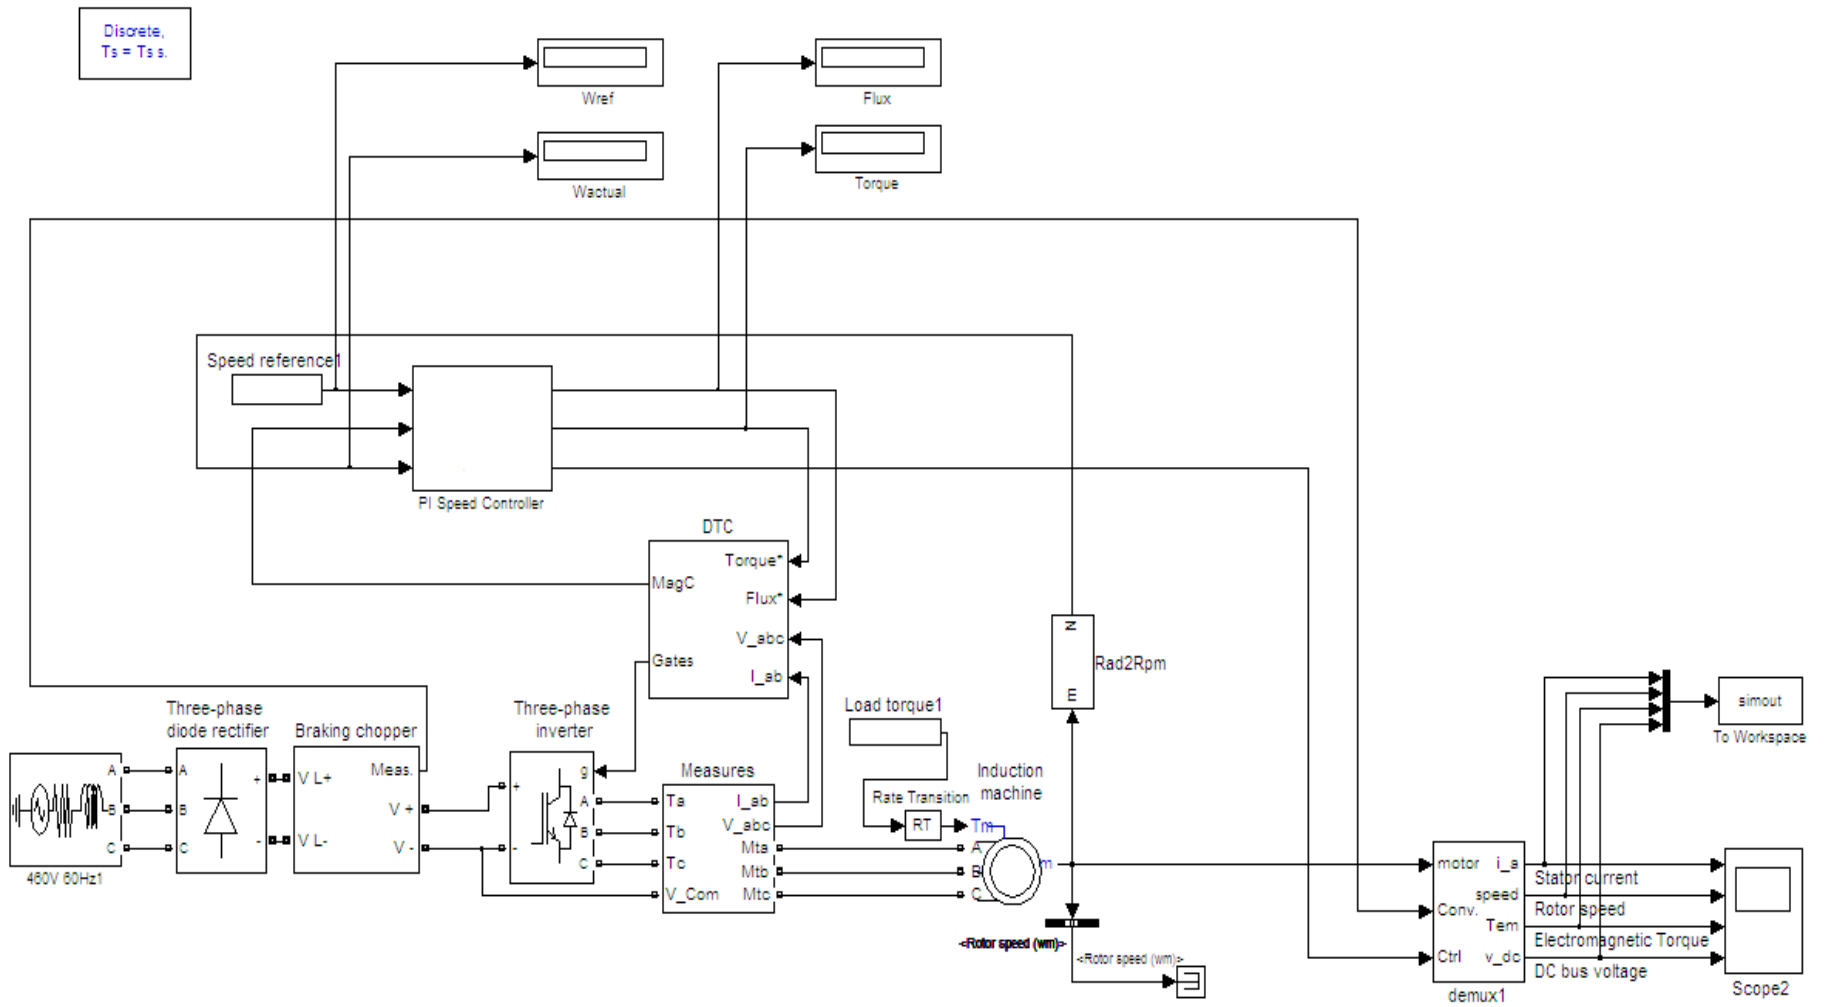 Discrete,
Ts = Ts s.
Wref
Flux
Wactual
Torque
Speed reference1
PI Speed Controller
DTC
Torque*
MagC
Flux*
V_abc
Gates
I_ab
N
Rad2Rpm
m
Three-phase
diode rectifier
Braking chopper
Three-phase
inverter
Load torque1
simout
To Workspace
A
B
C
460V 60Hz1
A
B
C
+
-
V L+
V L-
Meas.
V +
V -
+
-
g
A
B
C
Measures
Ta
Tb
Tc
V_Com
I_ab
V_abc
Mta
Mtb
Mtc
Induction
machine
Rate Transition
RT
Tm
A
B
C
m
<Rotor speed (wm)>
<Rotor speed (wm)>
motor
Conv.
Ctrl
i_a
speed
Tem
v_dc
demux1
Stator current
Rotor speed
Electromagnetic Torque
DC bus voltage
Scope2